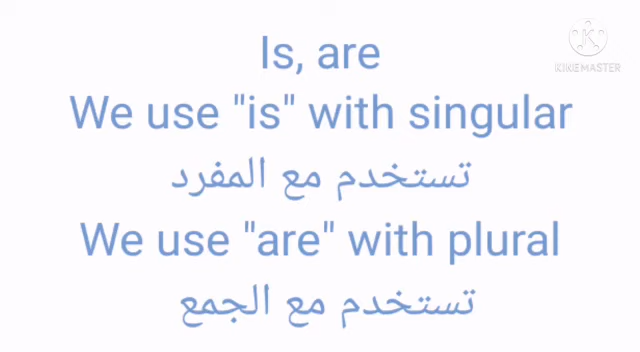 Is, are
We use "is" with singular
تستخدم مع المفرد
We use "are" with plural
تستخدم مع الجمع
KINEMASTER